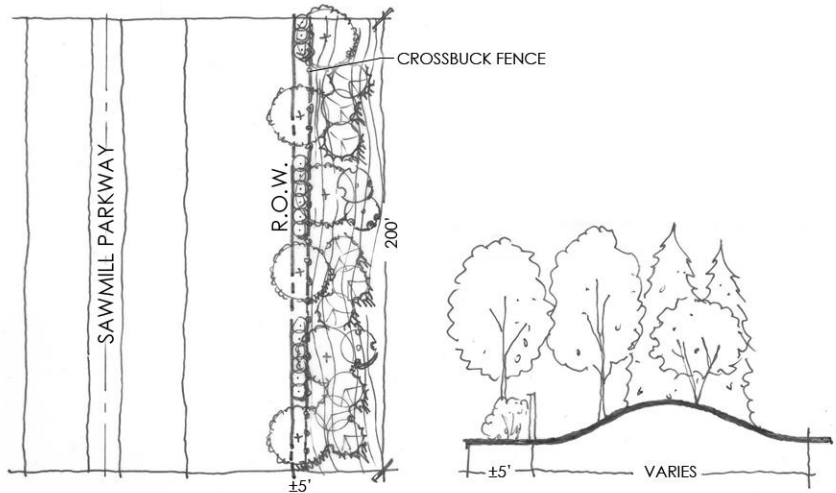 CROSSBUCK FENCE
SAWMILL PARKWAY
R.O.W.
200'
±5'
±5'
VARIES